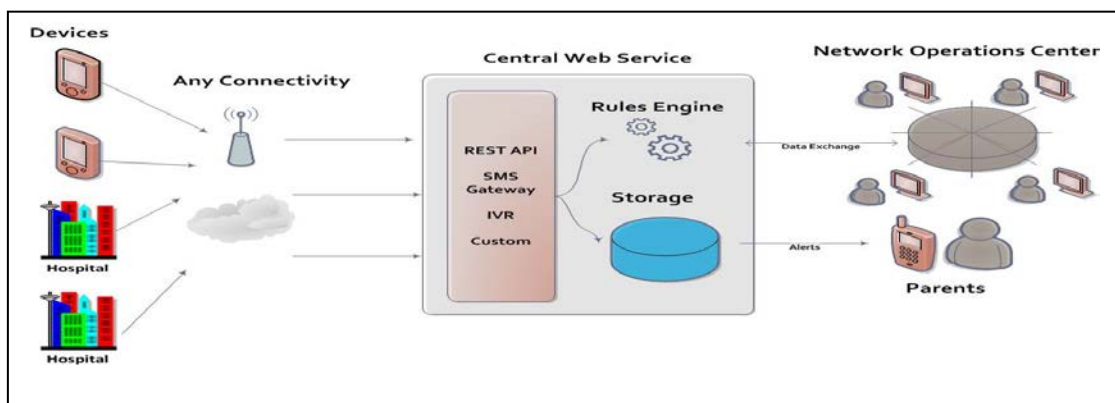 Devices
Any Connectivity
Hospital
Hospital
Central Web Service
REST API
SMS
Gateway
IVR
Custom
Rules Engine
Storage
Network Operations Center
Data Exchange
Alerts
Parents